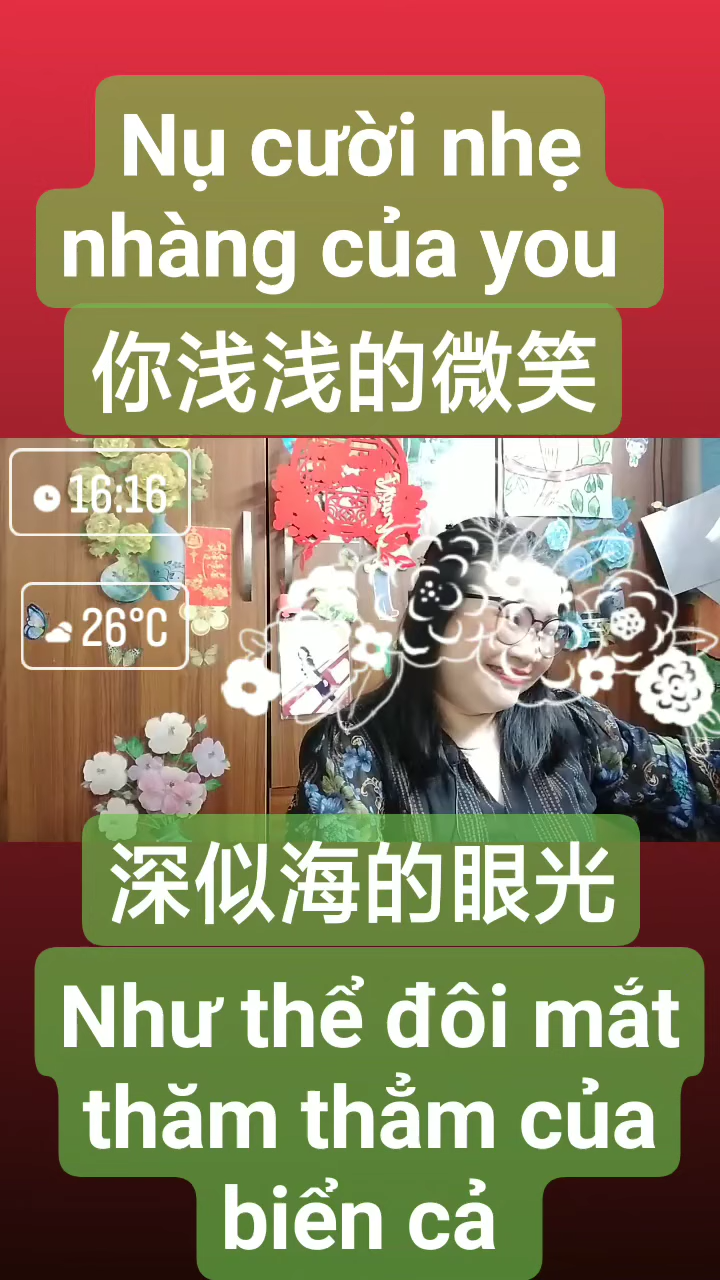 Nụ cười nhẹ
nhàng của you
你浅浅的微笑
16:16
26°C
深似海的眼光
Như thể đôi mắt
thăm thẳm của
biển cả